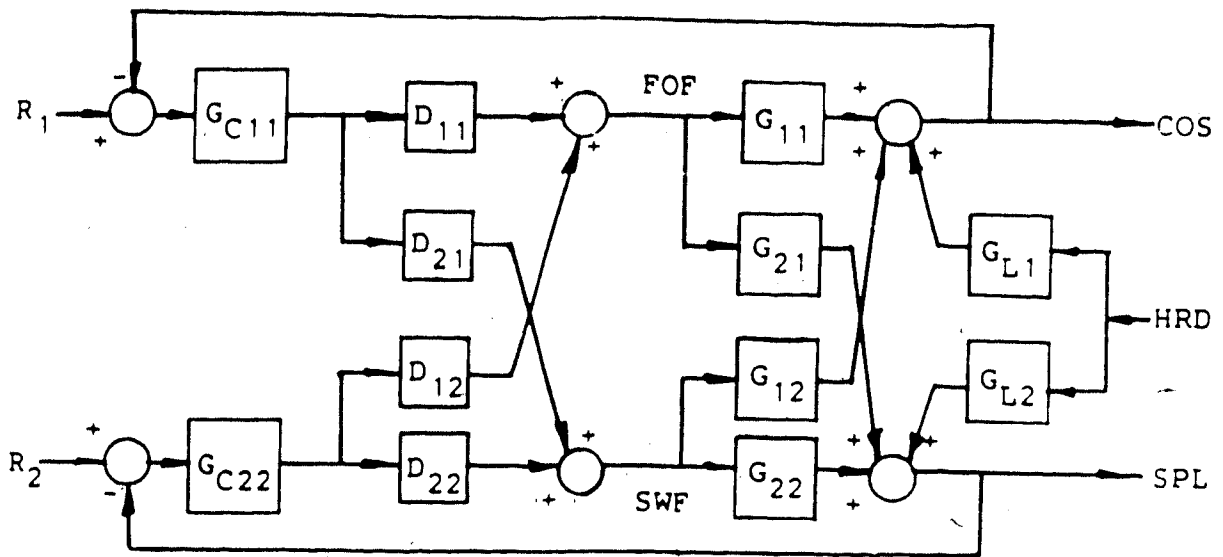 R1
-
+
GC11
D11
+
+
FOF
G11
+
+
+
COS
D21
G21
GL1
HRD
D12
G12
GL2
R2
+
-
GC22
D22
+
+
SWF
G22
+
+
+
SPL